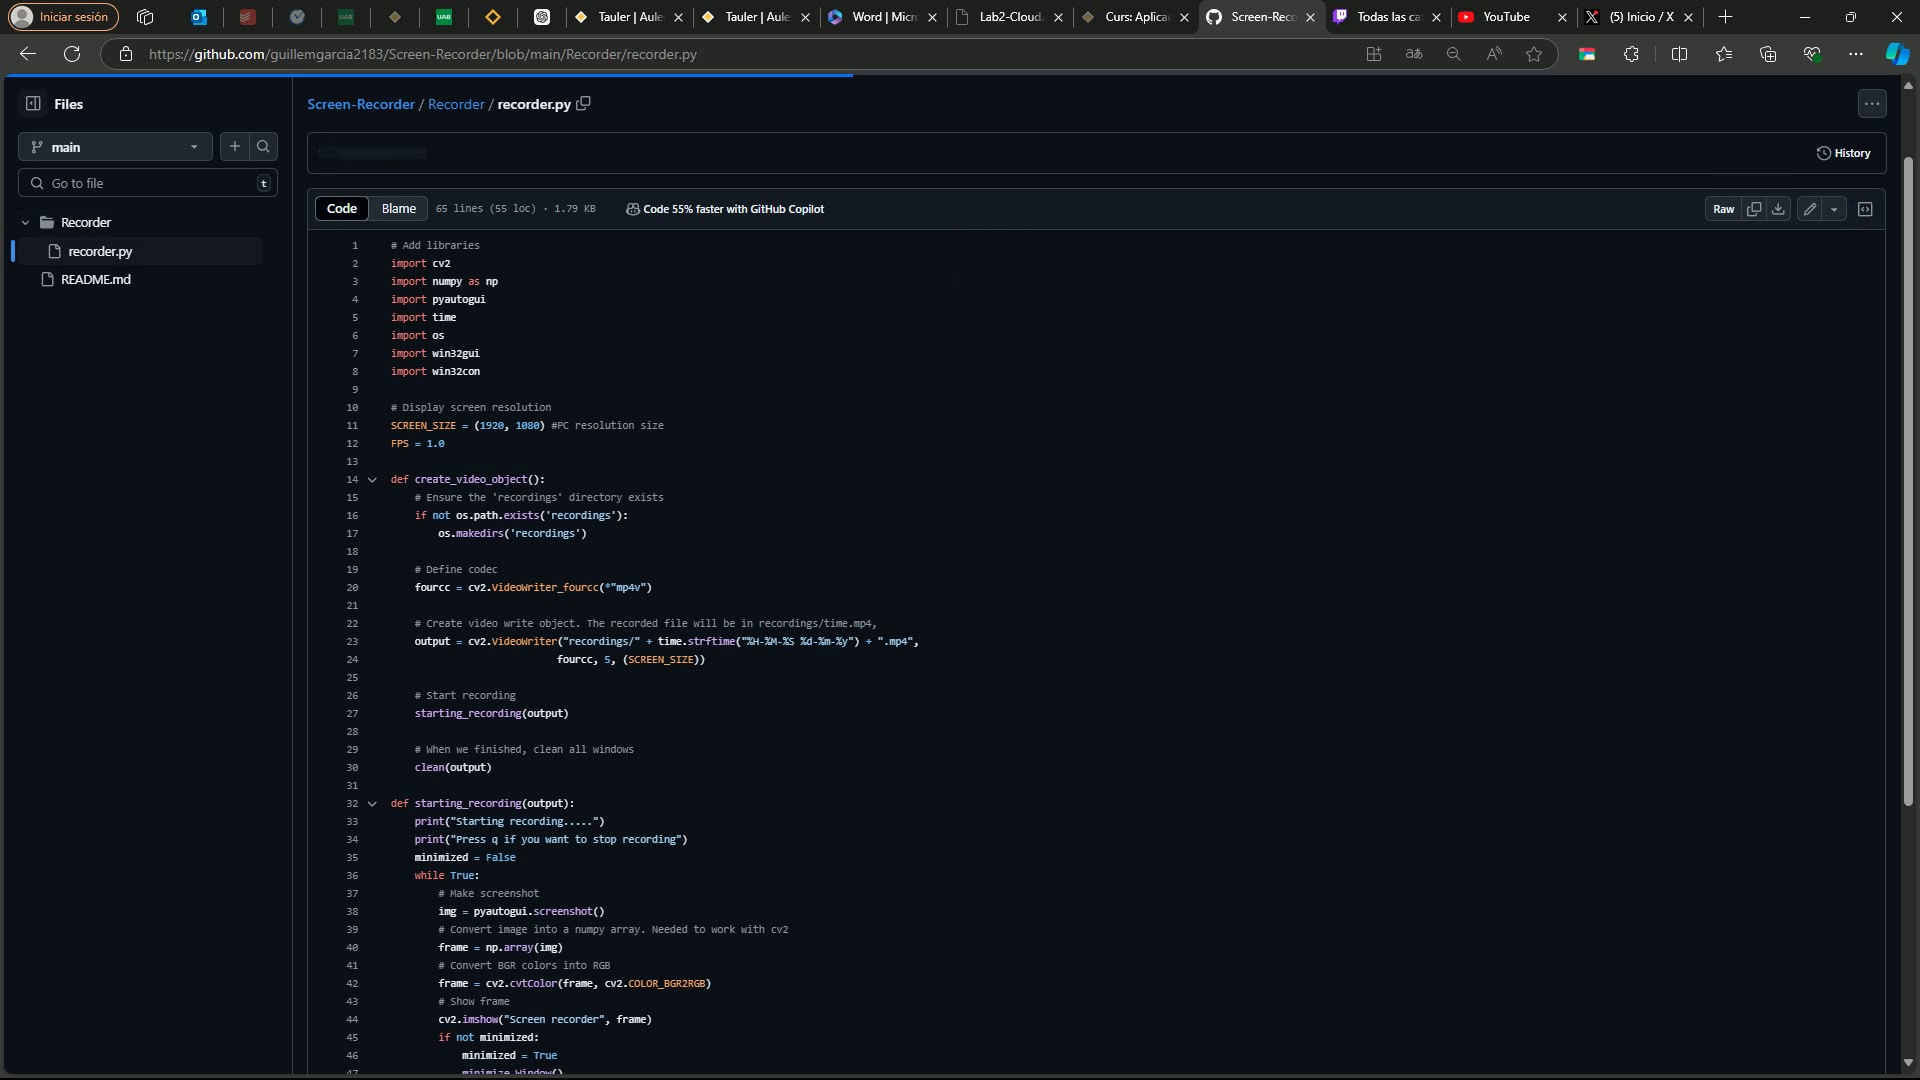 Iniciar sesión
UAB
UAB
Tauler | Aule
Tauler | Aule
Word | Micr
Lab2-Cloud
Curs: Aplica
Screen-Reco
Todas las ca
YouTube
(5) Inicio / X
https://github.com/guillemgarcia2183/Screen-Recorder/blob/main/Recorder/recorder.py
Files
Screen-Recorder / Recorder / recorder.py
main
History
Go to file
t
Code
Blame
65 lines (55 loc) · 1.79 KB
Code 55% faster with GitHub Copilot
Raw
Recorder
recorder.py
README.md
1 # Add libraries
2 import cv2
3 import numpy as np
4 import pyautogui
5 import time
6 import os
7 import win32gui
8 import win32con
9
10 # Display screen resolution
11 SCREEN_SIZE = (1920, 1080) #PC resolution size
12 FPS = 1.0
13
14 def create_video_object():
15 # Ensure the 'recordings' directory exists
16 if not os.path.exists('recordings'):
17 os.makedirs('recordings')
18
19 # Define codec
20 fourcc = cv2.VideoWriter_fourcc(*"mp4v")
21
22 # Create video write object. The recorded file will be in recordings/time.mp4,
23 output = cv2.VideoWriter("recordings/" + time.strftime("%H-%M-%S %d-%m-%y") + ".mp4",
24 fourcc, 5, (SCREEN_SIZE))
25
26 # Start recording
27 starting_recording(output)
28
29 # When we finished, clean all windows
30 clean(output)
31
32 def starting_recording(output):
33 print("Starting recording.....")
34 print("Press q if you want to stop recording")
35 minimized = False
36 while True:
37 # Make screenshot
38 img = pyautogui.screenshot()
39 # Convert image into a numpy array. Needed to work with cv2
40 frame = np.array(img)
41 # Convert BGR colors into RGB
42 frame = cv2.cvtColor(frame, cv2.COLOR_BGR2RGB)
43 # Show frame
44 cv2.imshow("Screen recorder", frame)
45 if not minimized:
46 minimized = True
47 minimize_Window()